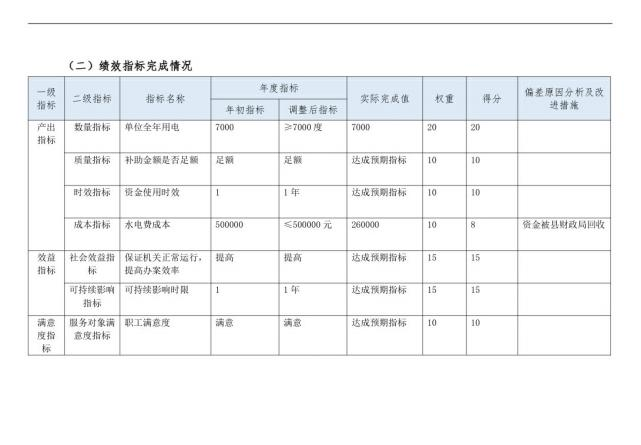 （二）绩效指标完成情况
一级指标 二级指标 指标名称 年度指标 实际完成值 权重 得分 偏差原因分析及改进措施
年初指标 调整后指标
产出指标 数量指标 单位全年用电 7000 ≥7000 度 7000 20 20
质量指标 补助金额是否足额 足额 足额 达成预期指标 10 10
时效指标 资金使用时效 1 1 年 达成预期指标 10 10
成本指标 水电费成本 500000 ≤500000 元 260000 10 8 资金被县财政局回收
效益指标 社会效益指标 保证机关正常运行，提高办案效率 提高 提高 达成预期指标 15 15
可持续影响指标 可持续影响时限 1 1 年 达成预期指标 15 15
满意度指标 服务对象满意度指标 职工满意度 满意 满意 达成预期指标 10 10